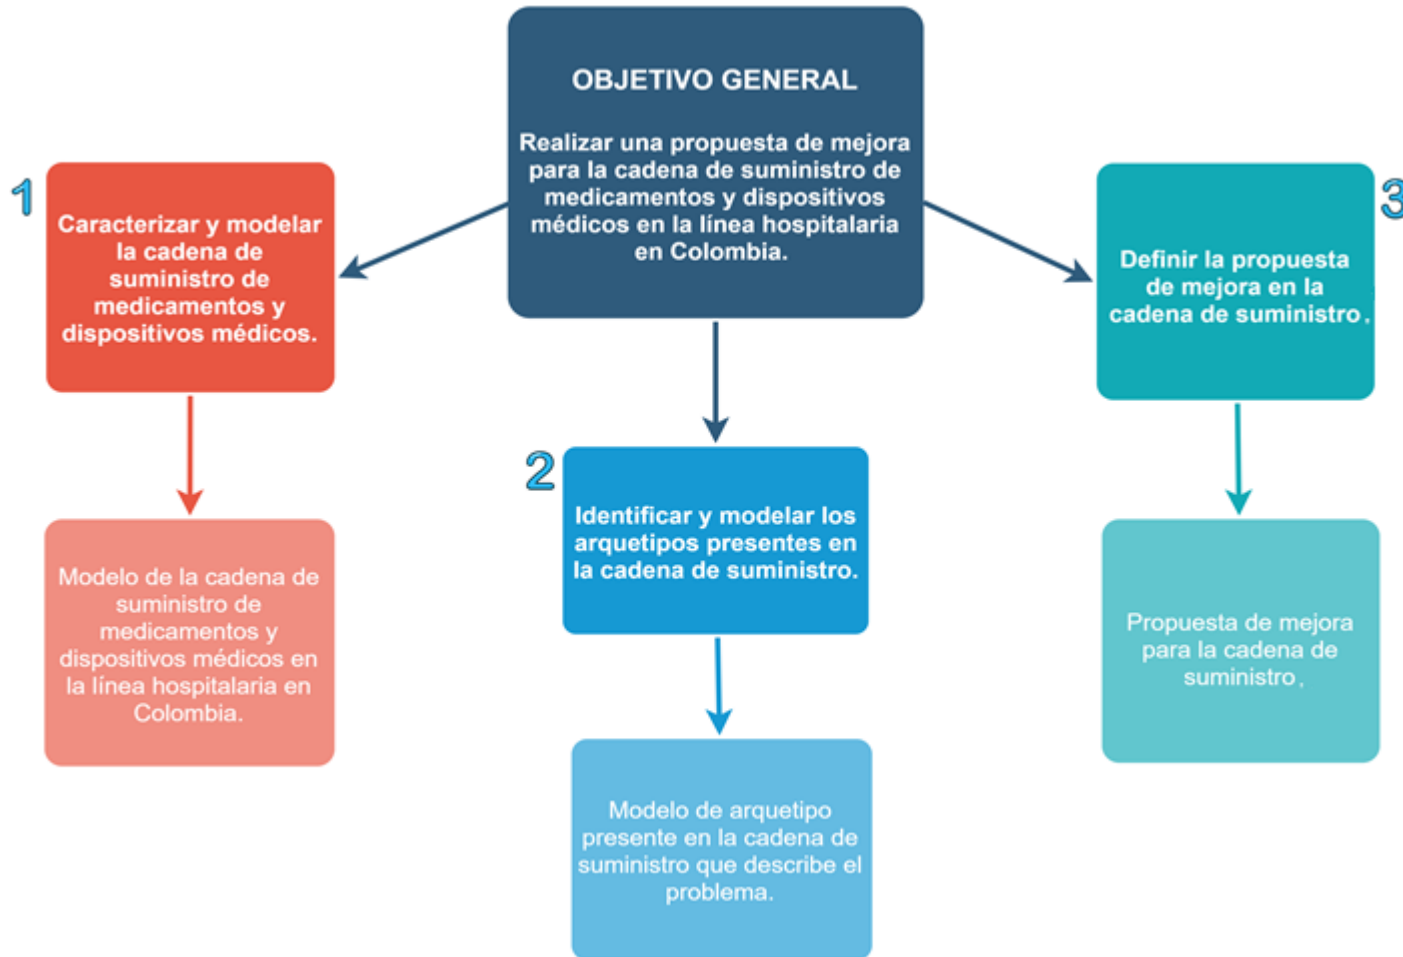 OBJETIVO GENERAL
Realizar una propuesta de mejora
para la cadena de suministro de
medicamentos y dispositivos
médicos en la línea hospitalaria
en Colombia.
1
Caracterizar y modelar
la cadena de
suministro de
medicamentos y
dispositivos médicos.
Modelo de la cadena de
suministro de
medicamentos y
dispositivos médicos en
la línea hospitalaria en
Colombia.
2
Identificar y modelar los
arquetipos presentes en
la cadena de suministro.
Modelo de arquetipo
presente en la cadena de
suministro que describe el
problema.
3
Definir la propuesta
de mejora en la
cadena de suministro,
Propuesta de mejora
para la cadena de
suministro,